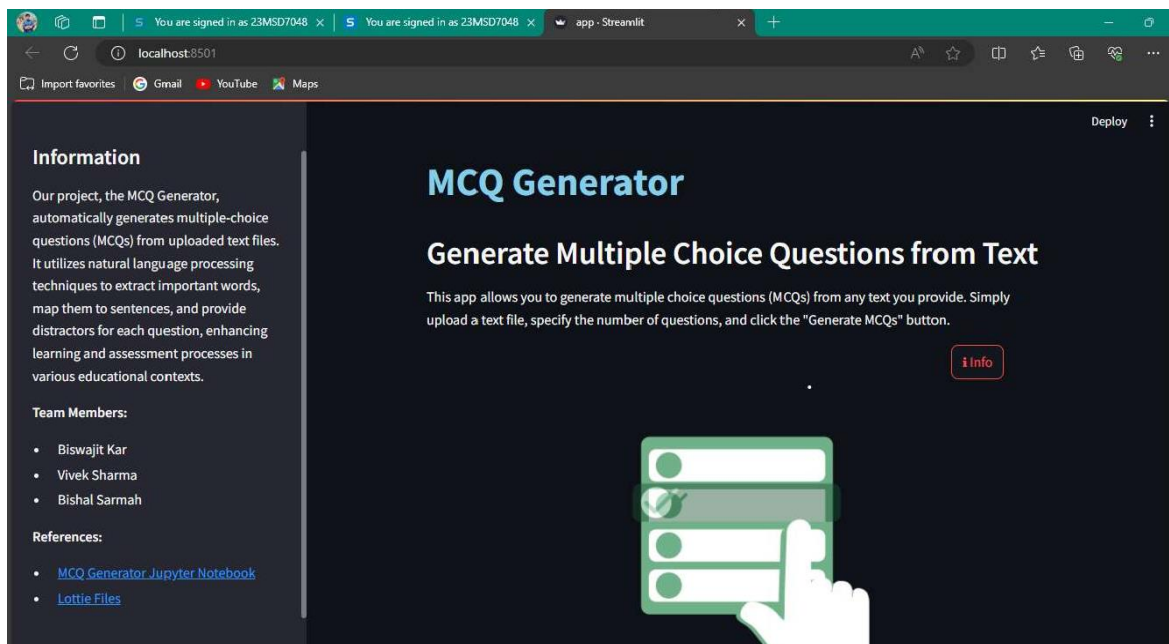 You are signed in as 23MSD7048
You are signed in as 23MSD7048
app · Streamlit
localhost:8501
Import favorites
Gmail
YouTube
Maps
Deploy
Information
Our project, the MCQ Generator,
automatically generates multiple-choice
questions (MCQs) from uploaded text files.
It utilizes natural language processing
techniques to extract important words,
map them to sentences, and provide
distractors for each question, enhancing
learning and assessment processes in
various educational contexts.
Team Members:
• Biswajit Kar
• Vivek Sharma
• Bishal Sarmah
References:
• MCQ Generator Jupyter Notebook
• Lottie Files
MCQ Generator
Generate Multiple Choice Questions from Text
This app allows you to generate multiple choice questions (MCQs) from any text you provide. Simply
upload a text file, specify the number of questions, and click the "Generate MCQs" button.
Info